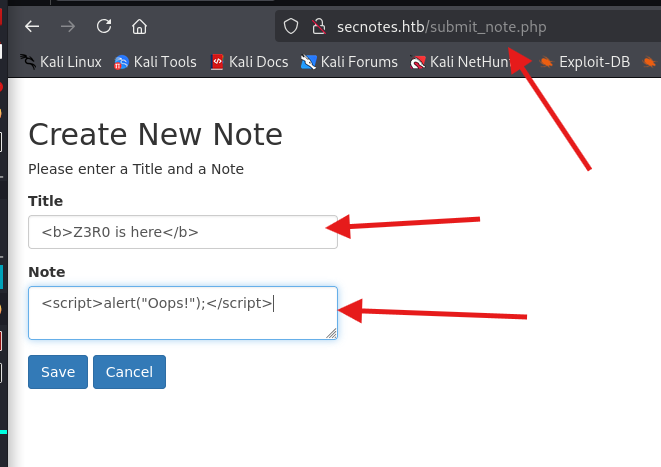 secnotes.htb/submit_note.php
Kali Linux Kali Tools Kali Docs Kali Forums Kali NetHun Exploit-DB
Create New Note
Please enter a Title and a Note
Title
<b>Z3R0 is here</b>
Note
<script>alert("Oops!");</script>
Save Cancel